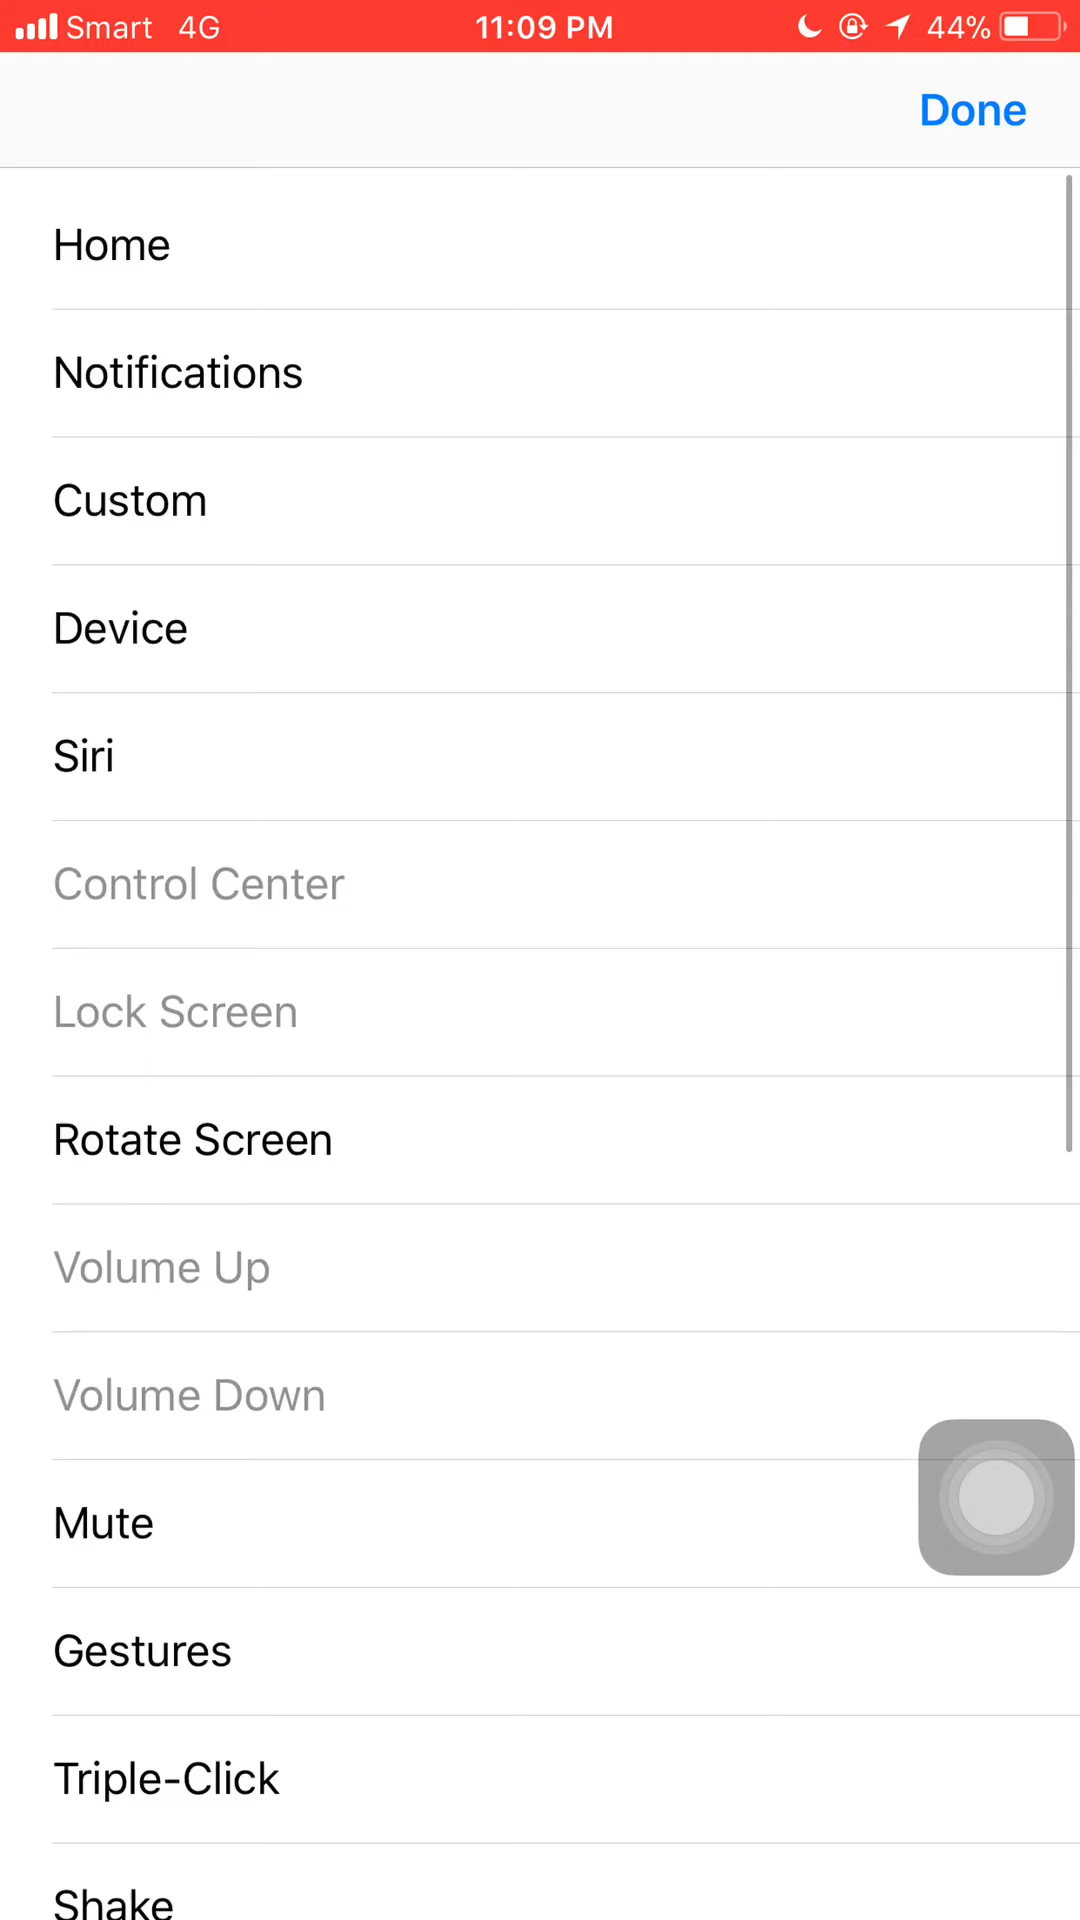 Smart 4G 11:09 PM 44%
Done
Home
Notifications
Custom
Device
Siri
Control Center
Lock Screen
Rotate Screen
Volume Up
Volume Down
Mute
Gestures
Triple-Click
Shake